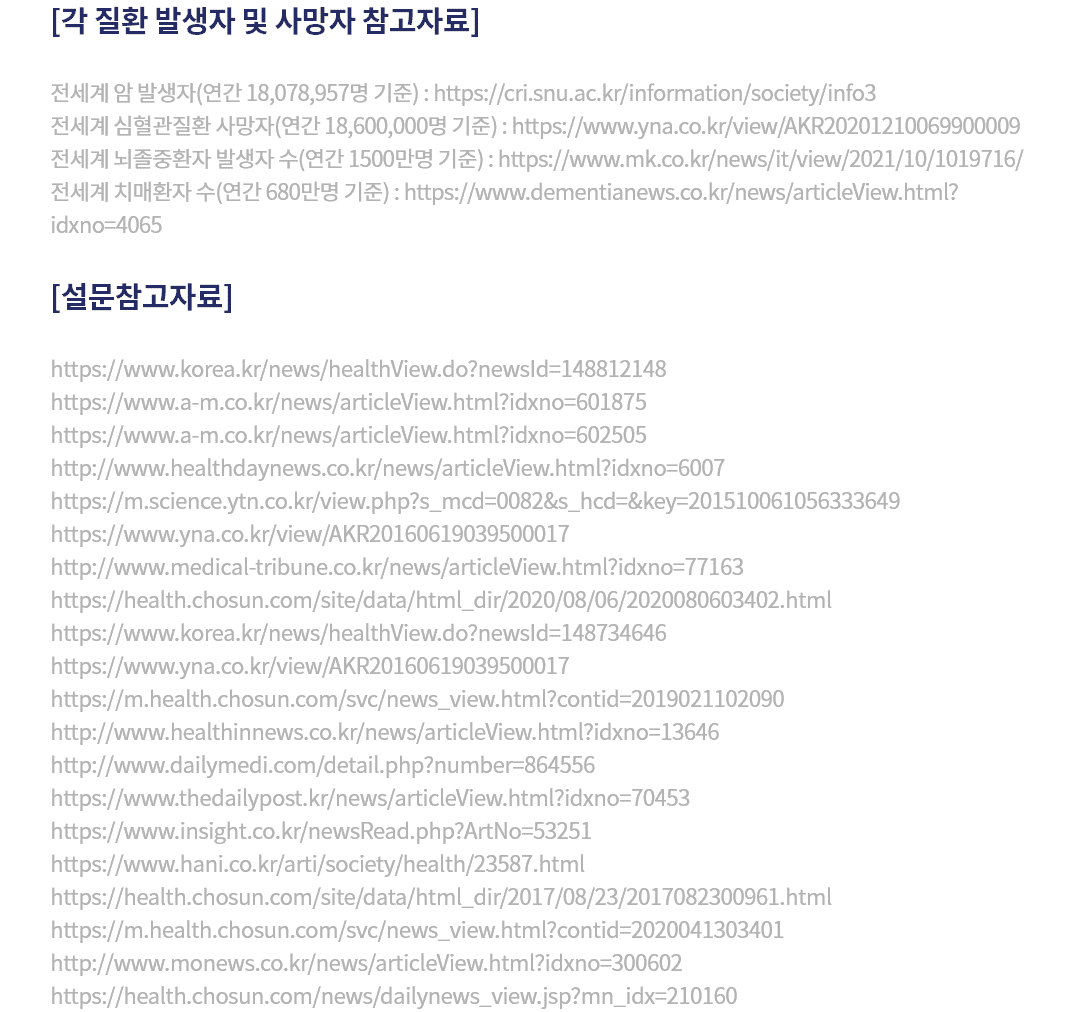 [각 질환 발생자 및 사망자 참고자료]
전세계 암 발생자(연간 18,078,957명 기준) : https://cri.snu.ac.kr/information/society/info3
전세계 심혈관질환 사망자(연간 18,600,000명 기준) : https://www.yna.co.kr/view/AKR20201210069900009
전세계 뇌졸중환자 발생자 수(연간 1500만명 기준) : https://www.mk.co.kr/news/it/view/2021/10/1019716/
전세계 치매환자 수(연간 680만명 기준) : https://www.dementianews.co.kr/news/articleView.html?
idxno=4065
[설문참고자료]
https://www.korea.kr/news/healthView.do?newsId=148812148
https://www.a-m.co.kr/news/articleView.html?idxno=601875
https://www.a-m.co.kr/news/articleView.html?idxno=602505
http://www.healthdaynews.co.kr/news/articleView.html?idxno=6007
https://m.science.ytn.co.kr/view.php?s_mcd=0082&s_hcd=&key=201510061056333649
https://www.yna.co.kr/view/AKR20160619039500017
http://www.medical-tribune.co.kr/news/articleView.html?idxno=77163
https://health.chosun.com/site/data/html_dir/2020/08/06/2020080603402.html
https://www.korea.kr/news/healthView.do?newsId=148734646
https://www.yna.co.kr/view/AKR20160619039500017
https://m.health.chosun.com/svc/news_view.html?contid=2019021102090
http://www.healthinnews.co.kr/news/articleView.html?idxno=13646
http://www.dailymedi.com/detail.php?number=864556
https://www.thedailypost.kr/news/articleView.html?idxno=70453
https://www.insight.co.kr/newsRead.php?ArtNo=53251
https://www.hani.co.kr/arti/society/health/23587.html
https://health.chosun.com/site/data/html_dir/2017/08/23/2017082300961.html
https://m.health.chosun.com/svc/news_view.html?contid=2020041303401
http://www.monews.co.kr/news/articleView.html?idxno=300602
https://health.chosun.com/news/dailynews_view.jsp?mn_idx=210160